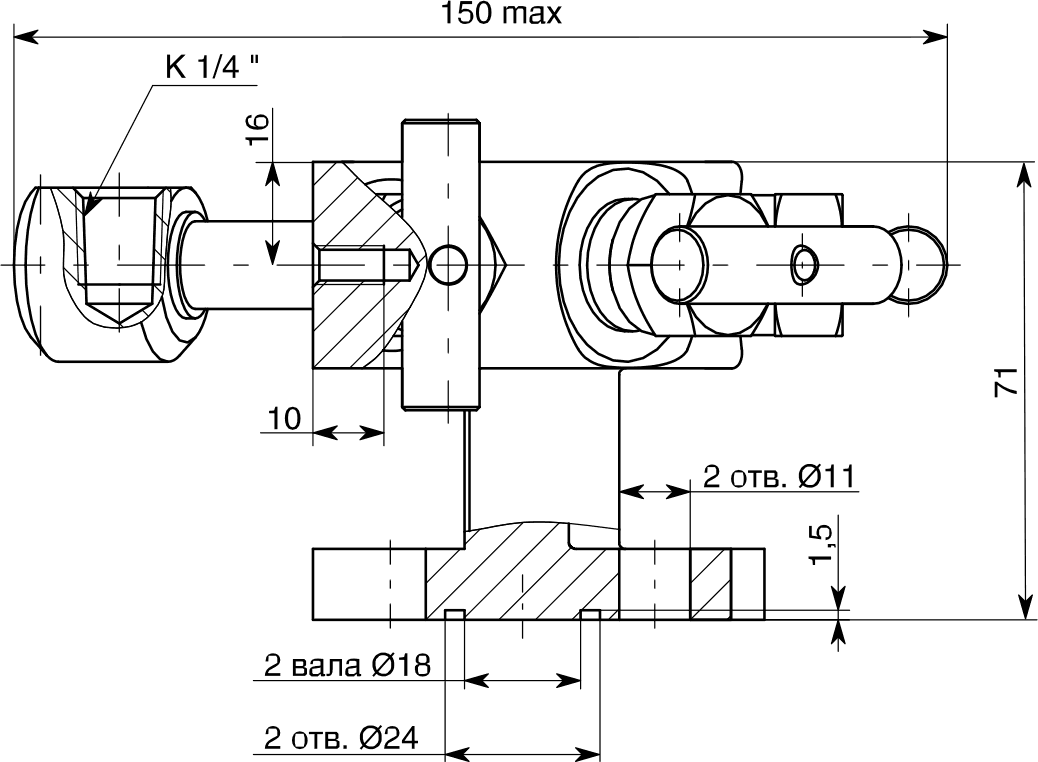 150 max
K 1/4 "
16
71
10
2 отв. Ø11
1,5
2 вала Ø18
2 отв. Ø24